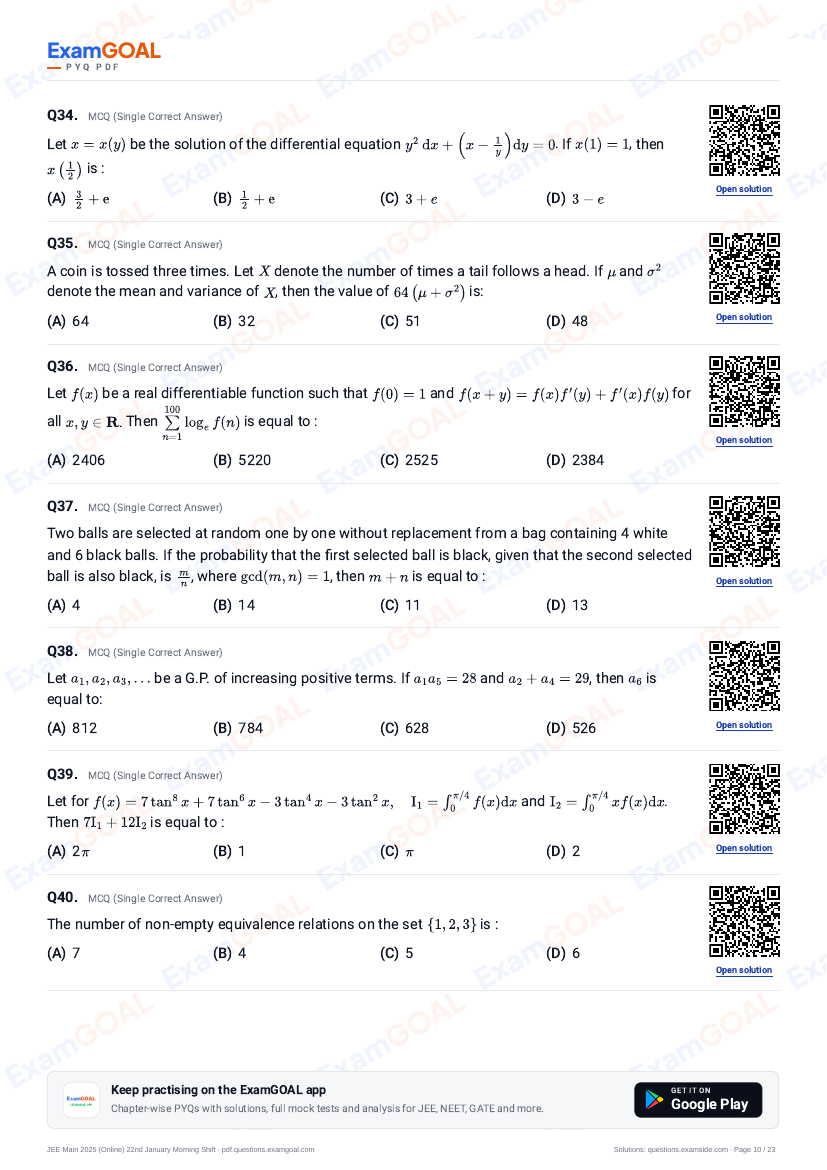 ExamGOAL
PYQ PDF
Q34. MCQ (Single Correct Answer)
Let x = x(y) be the solution of the differential equation y² dx + (x − 1/y)dy = 0. If x(1) = 1, then
x(1/2) is :
(A) 3/2 + e (B) 1/2 + e (C) 3 + e (D) 3 − e
Open solution
Q35. MCQ (Single Correct Answer)
A coin is tossed three times. Let X denote the number of times a tail follows a head. If μ and σ²
denote the mean and variance of X, then the value of 64 (μ + σ²) is:
(A) 64 (B) 32 (C) 51 (D) 48
Open solution
Q36. MCQ (Single Correct Answer)
Let f(x) be a real differentiable function such that f(0) = 1 and f(x + y) = f(x)f′(y) + f′(x)f(y) for
all x, y ∈ R. Then ∑_{n=1}^{100} logₑ f(n) is equal to :
(A) 2406 (B) 5220 (C) 2525 (D) 2384
Open solution
Q37. MCQ (Single Correct Answer)
Two balls are selected at random one by one without replacement from a bag containing 4 white
and 6 black balls. If the probability that the first selected ball is black, given that the second selected
ball is also black, is m/n, where gcd(m, n) = 1, then m + n is equal to :
(A) 4 (B) 14 (C) 11 (D) 13
Open solution
Q38. MCQ (Single Correct Answer)
Let a₁, a₂, a₃, … be a G.P. of increasing positive terms. If a₁a₅ = 28 and a₂ + a₄ = 29, then a₆ is
equal to:
(A) 812 (B) 784 (C) 628 (D) 526
Open solution
Q39. MCQ (Single Correct Answer)
Let for f(x) = 7 tan⁸ x + 7 tan⁶ x − 3 tan⁴ x − 3 tan² x, I₁ = ∫₀^{π/4} f(x)dx and I₂ = ∫₀^{π/4} xf(x)dx.
Then 7I₁ + 12I₂ is equal to :
(A) 2π (B) 1 (C) π (D) 2
Open solution
Q40. MCQ (Single Correct Answer)
The number of non-empty equivalence relations on the set {1, 2, 3} is :
(A) 7 (B) 4 (C) 5 (D) 6
Open solution
Keep practising on the ExamGOAL app
Chapter-wise PYQs with solutions, full mock tests and analysis for JEE, NEET, GATE and more.
GET IT ON
Google Play
JEE Main 2025 (Online) 22nd January Morning Shift · pdf.questions.examgoal.com
Solutions: questions.examside.com · Page 10 / 23